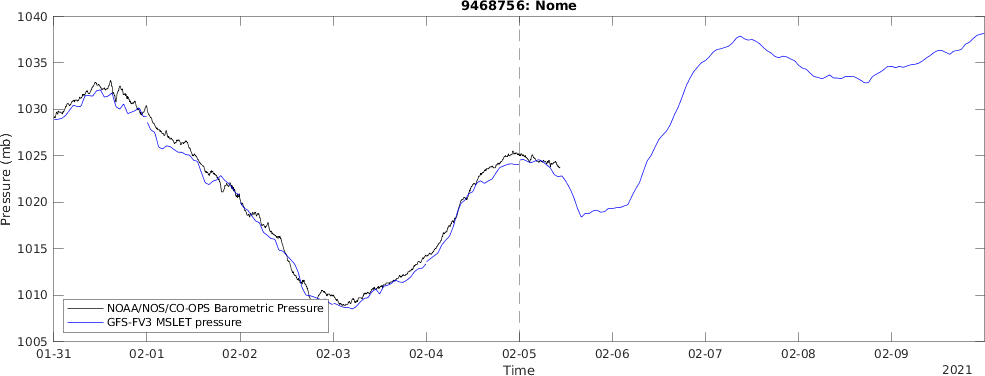 9468756: Nome
1040
1035
1030
1025
1020
1015
1010
1005
Pressure (mb)
NOAA/NOS/CO-OPS Barometric Pressure
GFS-FV3 MSLET pressure
01-31 02-01 02-02 02-03 02-04 02-05 02-06 02-07 02-08 02-09
Time
2021